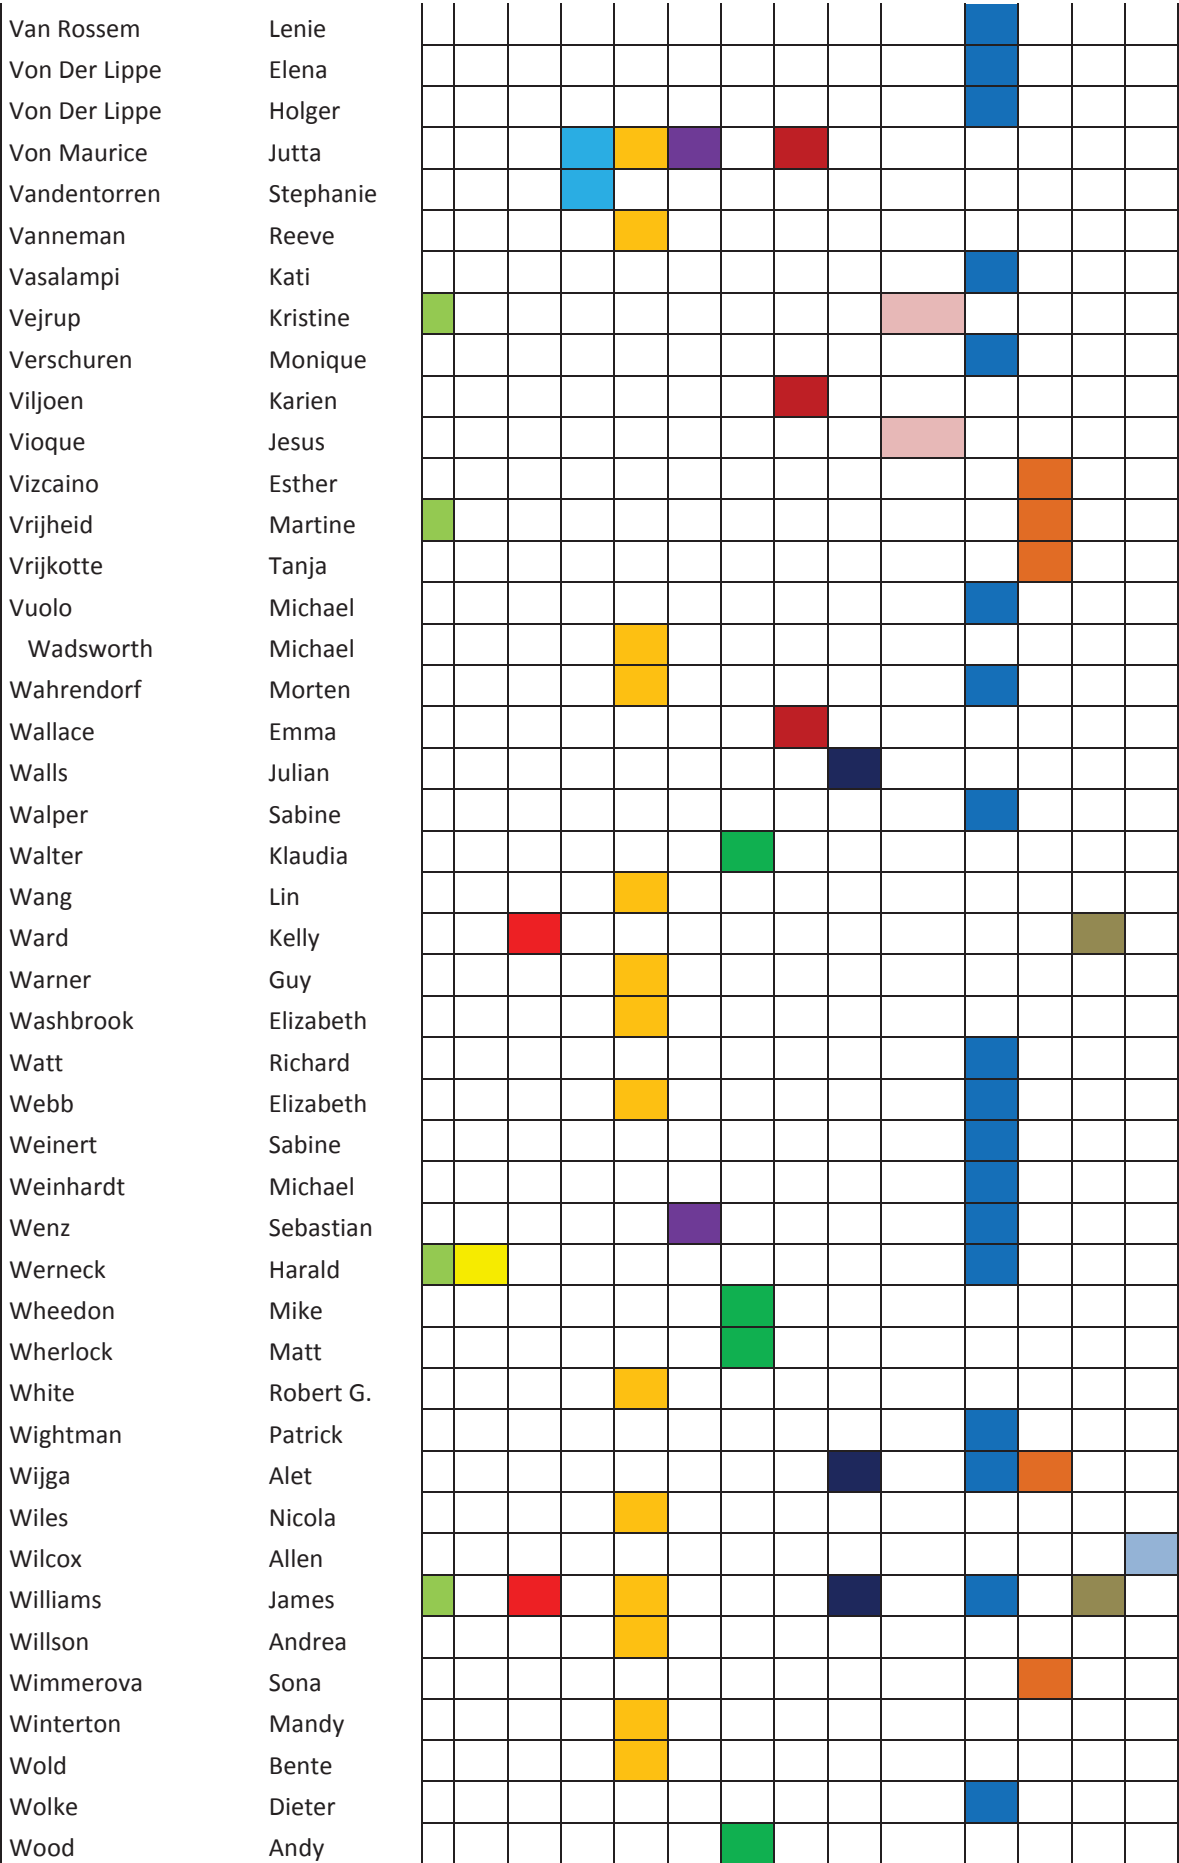 Van Rossem Lenie
Von Der Lippe Elena
Von Der Lippe Holger
Von Maurice Jutta
Vandentorren Stephanie
Vanneman Reeve
Vasalampi Kati
Vejrup Kristine
Verschuren Monique
Viljoen Karien
Vioque Jesus
Vizcaino Esther
Vrijheid Martine
Vrijkotte Tanja
Vuolo Michael
Wadsworth Michael
Wahrendorf Morten
Wallace Emma
Walls Julian
Walper Sabine
Walter Klaudia
Wang Lin
Ward Kelly
Warner Guy
Washbrook Elizabeth
Watt Richard
Webb Elizabeth
Weinert Sabine
Weinhardt Michael
Wenz Sebastian
Werneck Harald
Wheedon Mike
Wherlock Matt
White Robert G.
Wightman Patrick
Wijga Alet
Wiles Nicola
Wilcox Allen
Williams James
Willson Andrea
Wimmerova Sona
Winterton Mandy
Wold Bente
Wolke Dieter
Wood Andy